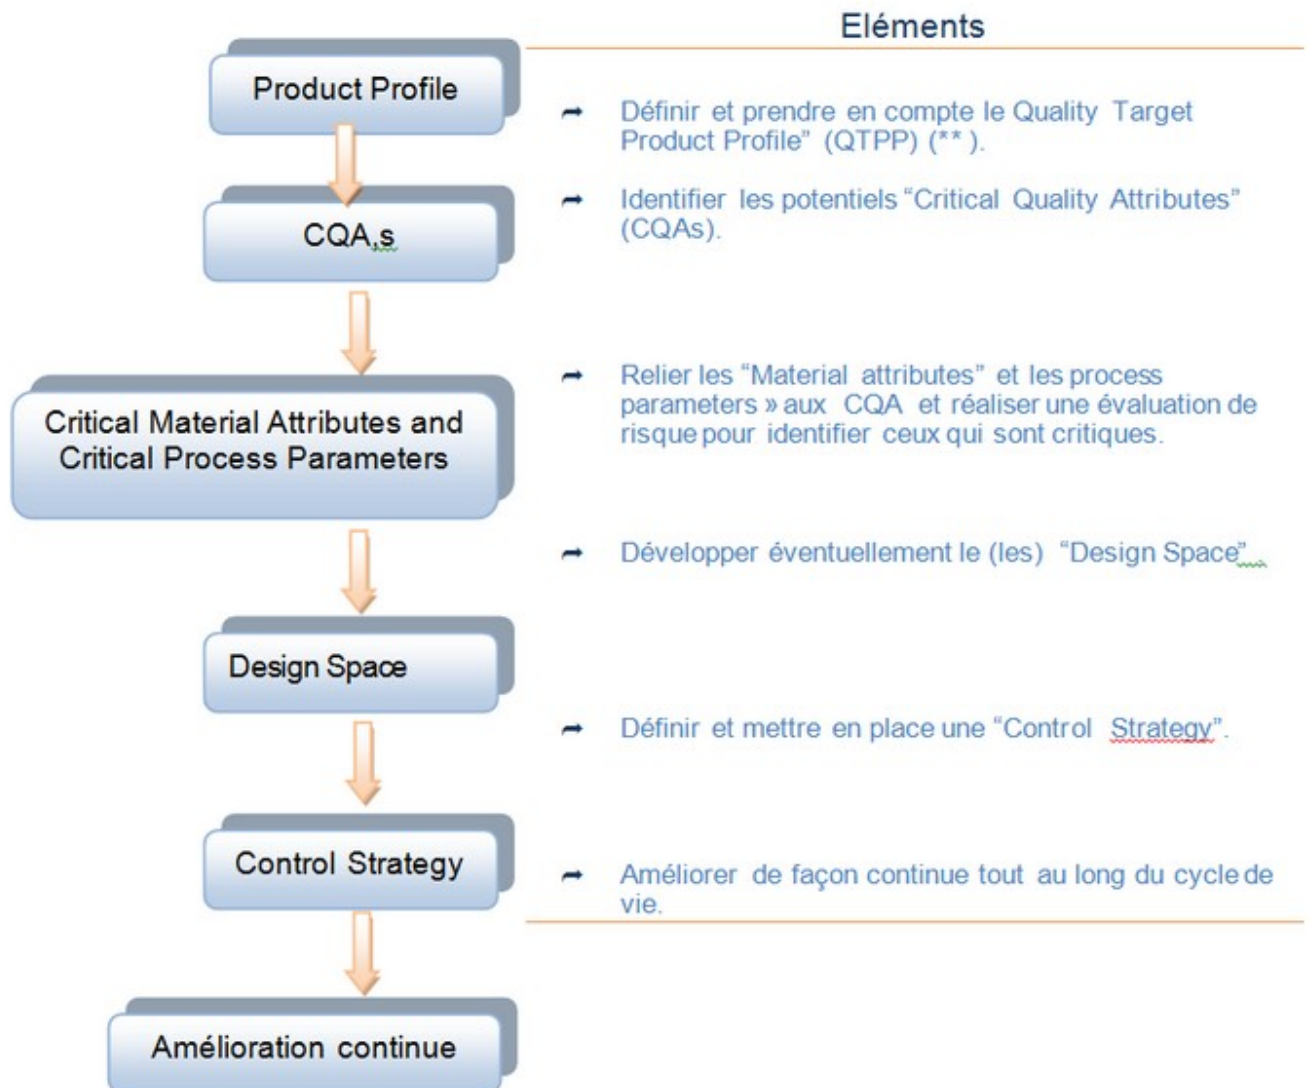 Eléments
Product Profile
Définir et prendre en compte le Quality Target
Product Profile” (QTPP) (** ).
CQA,s
Identifier les potentiels “Critical Quality Attributes”
(CQAs).
Critical Material Attributes and
Critical Process Parameters
Relier les “Material attributes” et les process
parameters » aux CQA et réaliser une évaluation de
risque pour identifier ceux qui sont critiques.
Développer éventuellement le (les) “Design Space”.
Design Space
Définir et mettre en place une “Control Strategy”.
Control Strategy
Améliorer de façon continue tout au long du cycle de
vie.
Amélioration continue